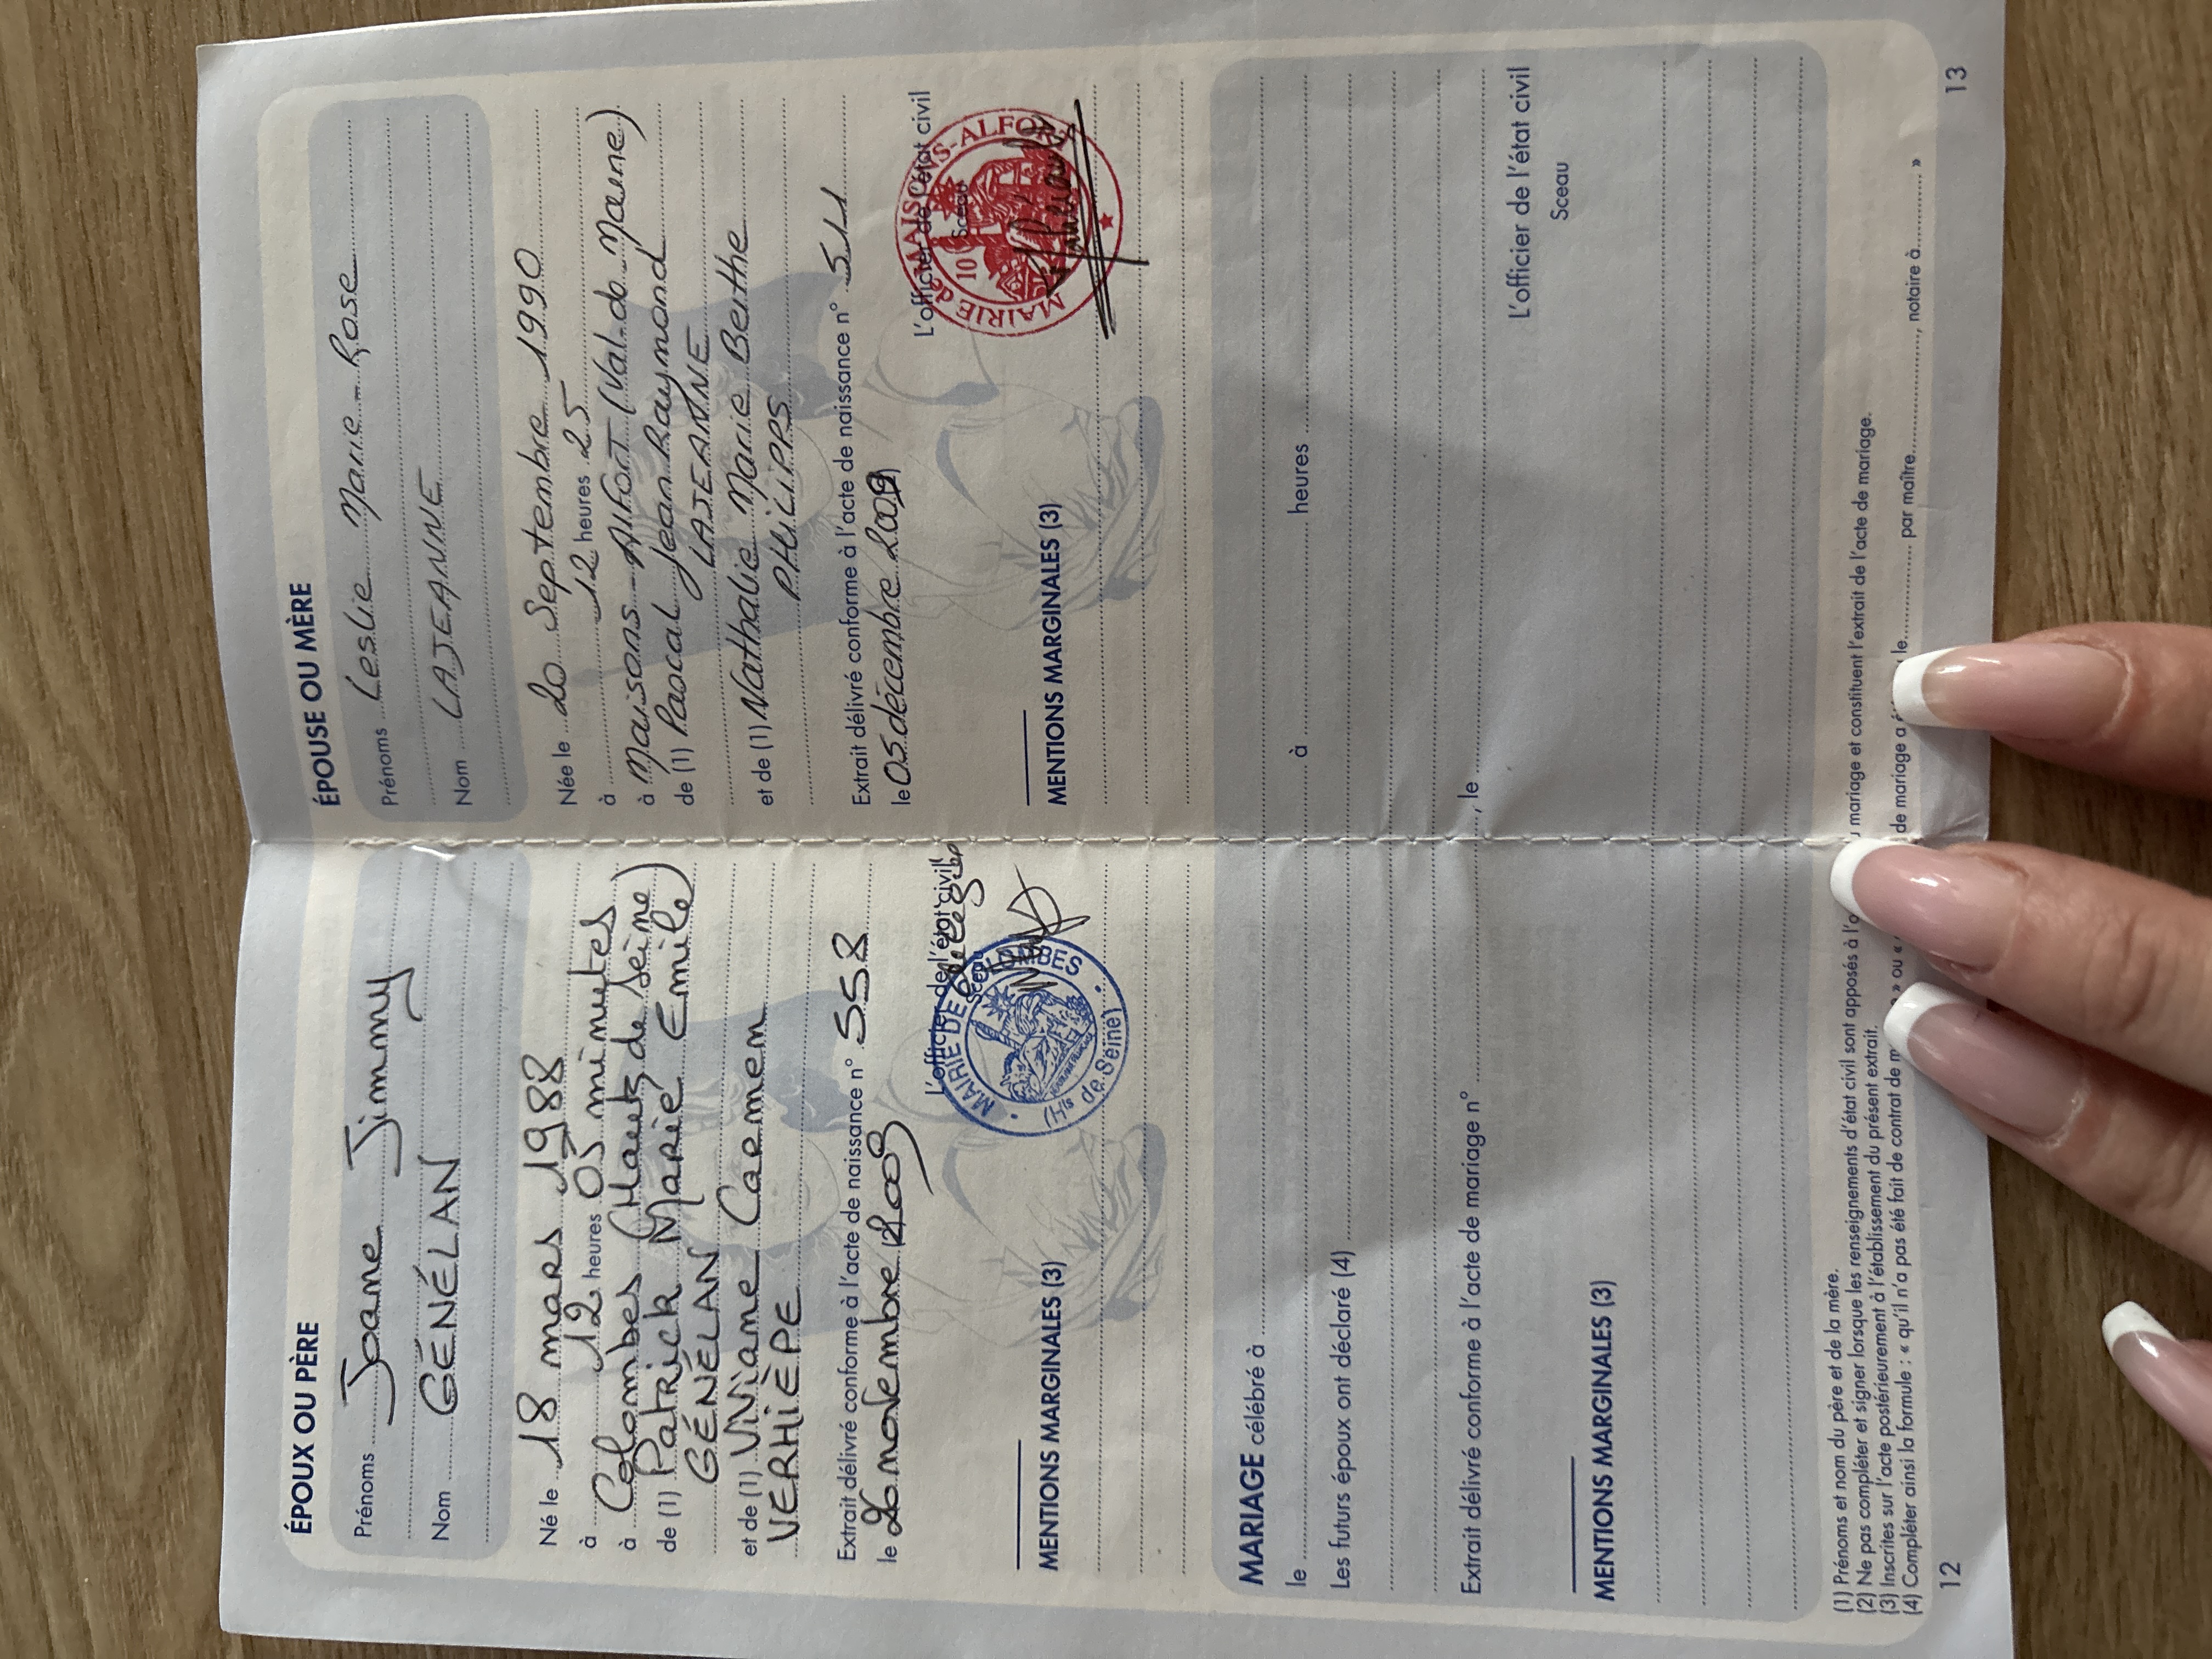 ÉPOUX OU PÈRE
Prénoms Joane Jimmy
Nom GÉNÉLAN
Né le 18 mars 1988
à 12 heures 05 minutes
à Colombes (Hauts de Seine)
de (1) Patrick Marie Emile)
GÉNÉLAN
et de (1) Viviane Carmen
VERHIÈPE
Extrait délivré conforme à l'acte de naissance n° 558
le 26 novembre 2009
L'officier de l'état civil
Sceau
MAIRIE DE COLOMBES
(Hts de Seine)
MENTIONS MARGINALES (3)
ÉPOUSE OU MÈRE
Prénoms Leslie Marie-Rose
Nom LAJEANNE
Née le 20 Septembre 1990
à 12 heures 25
à Maisons-Alfort (Val-de-Marne)
de (1) Pascal Jean Raymond
LAJEANNE
et de (1) Nathalie Marie Berthe
PHILIPPS
Extrait délivré conforme à l'acte de naissance n° 511
le 05 décembre 2009
L'officier de l'état civil
Sceau
MAIRIE de MAISONS-ALFORT
10
MENTIONS MARGINALES (3)
MARIAGE célébré à
le à heures
Les futurs époux ont déclaré (4)
Extrait délivré conforme à l'acte de mariage n° , le
L'officier de l'état civil
Sceau
MENTIONS MARGINALES (3)
(1) Prénoms et nom du père et de la mère.
(2) Ne pas compléter et signer lorsque les renseignements d'état civil sont apposés à l' mariage et constituent l'extrait de l'acte de mariage.
(3) Inscrites sur l'acte postérieurement à l'établissement du présent extrait.
(4) Compléter ainsi la formule : « qu'il n'a pas été fait de contrat de » ou « de mariage a le par maître , notaire à »
12
13